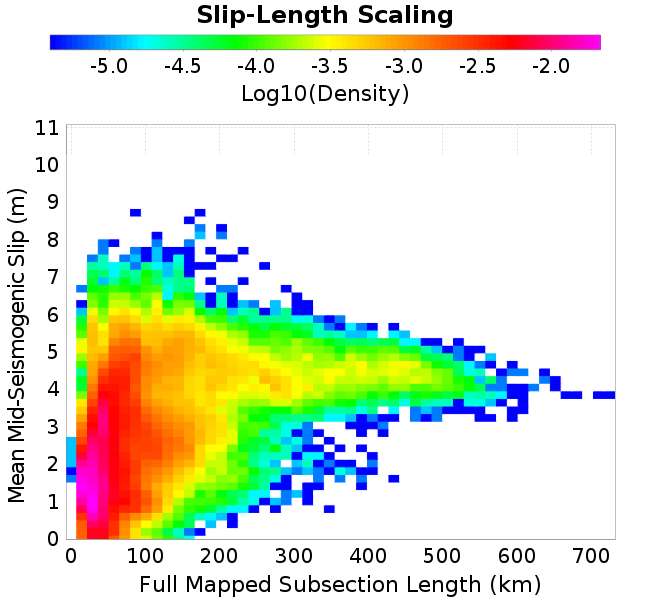 Slip-Length Scaling
-5.0 -4.5 -4.0 -3.5 -3.0 -2.5 -2.0
Log10(Density)
Mean Mid-Seismogenic Slip (m)
11
10
9
8
7
6
5
4
3
2
1
0
0 100 200 300 400 500 600 700
Full Mapped Subsection Length (km)